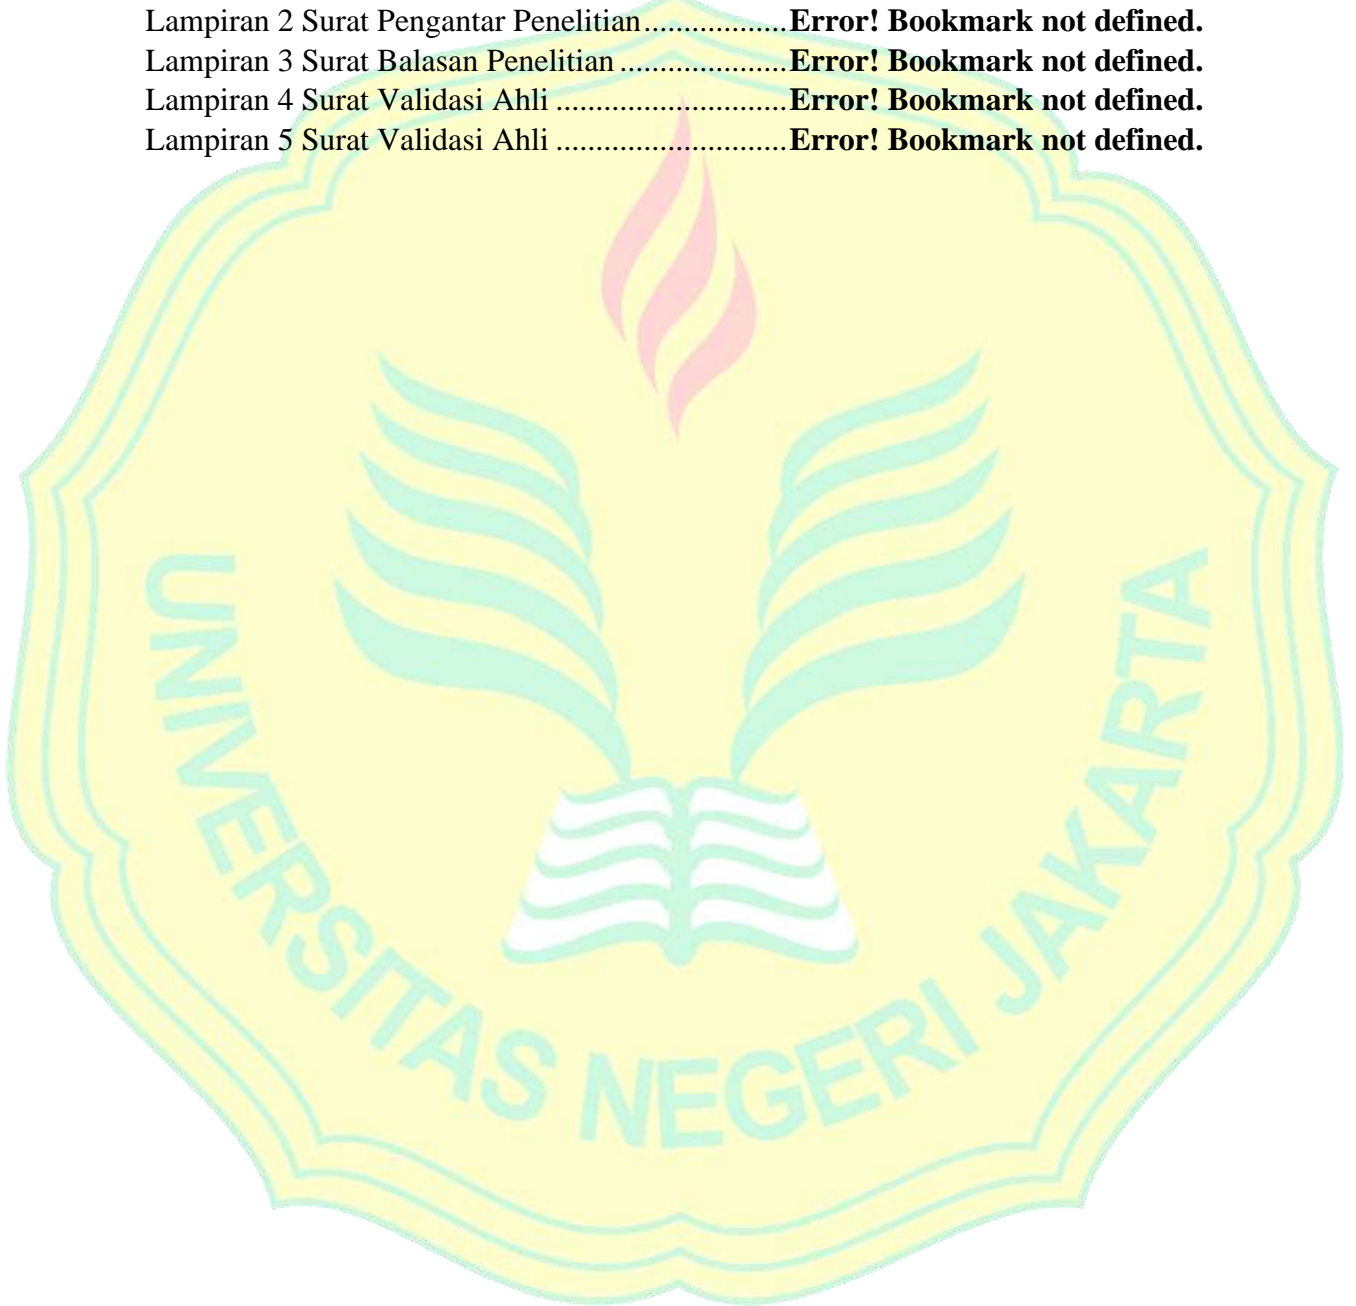 Lampiran 2 Surat Pengantar Penelitian..................Error! Bookmark not defined.
Lampiran 3 Surat Balasan Penelitian .....................Error! Bookmark not defined.
Lampiran 4 Surat Validasi Ahli .............................Error! Bookmark not defined.
Lampiran 5 Surat Validasi Ahli .............................Error! Bookmark not defined.
UNIVERSITAS NEGERI JAKARTA